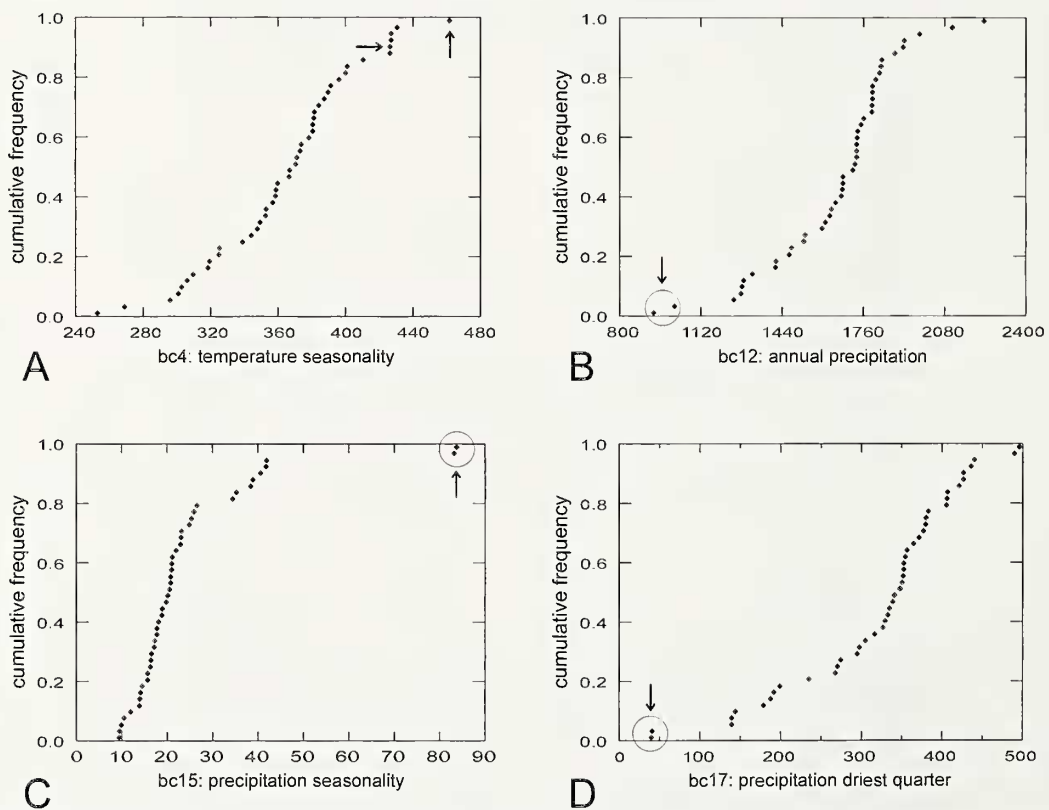 1.0
0.8
0.6
0.4
0.2
0.0
cumulative frequency
240 280 320 360 400 440 480
bc4: temperature seasonality
A
1.0
0.8
0.6
0.4
0.2
0.0
cumulative frequency
800 1120 1440 1760 2080 2400
bc12: annual precipitation
B
1.0
0.8
0.6
0.4
0.2
0.0
cumulative frequency
0 10 20 30 40 50 60 70 80 90
bc15: precipitation seasonality
C
1.0
0.8
0.6
0.4
0.2
0.0
cumulative frequency
0 100 200 300 400 500
bc17: precipitation driest quarter
D